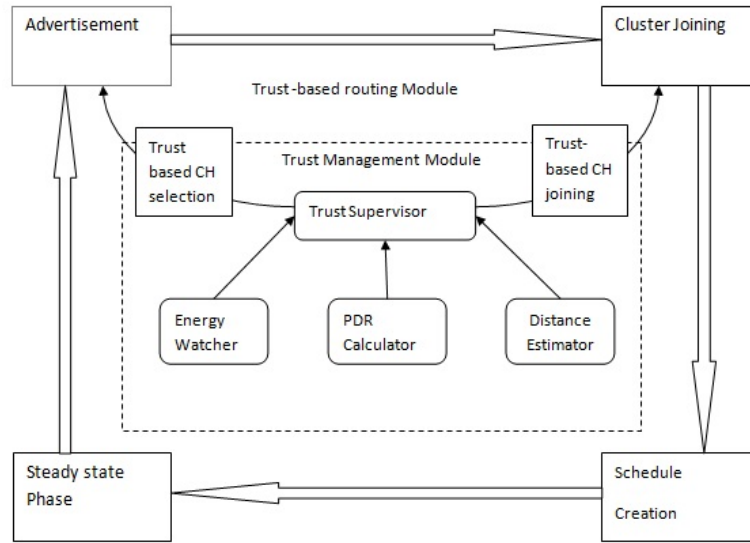 Advertisement
Cluster Joining
Trust-based routing Module
Trust
based CH
selection
Trust Management Module
Trust-
based CH
joining
Trust Supervisor
Energy
Watcher
PDR
Calculator
Distance
Estimator
Steady state
Phase
Schedule
Creation